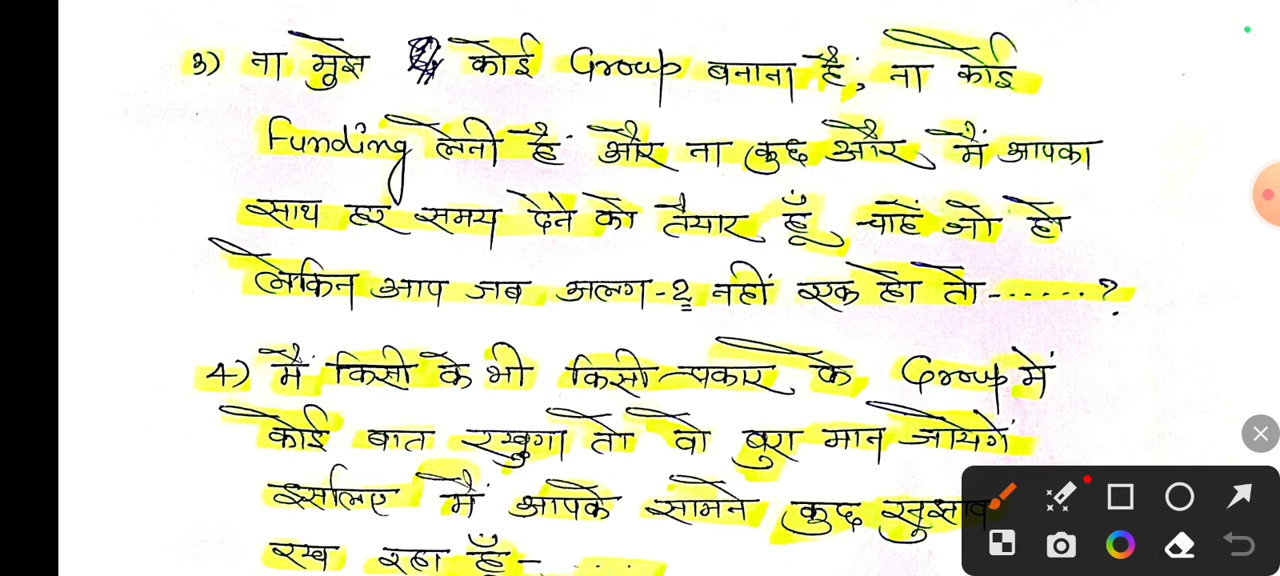 3) ना मुझे कोई Group बनाना है, ना कोई
Funding लेनी है और ना कुछ और, मैं आपका
साथ हर समय देने को तैयार हूँ, चाहें जो हो
लेकिन आप जब अलग-2 नहीं एक हो तो-......?
4) मैं किसी के भी किसी प्रकार के Group में
कोई बात रखुगा तो वो बुरा मान जायेगें
इसलिए मैं आपके सामने कुछ सुझाव
रख रहा हूँ- ....